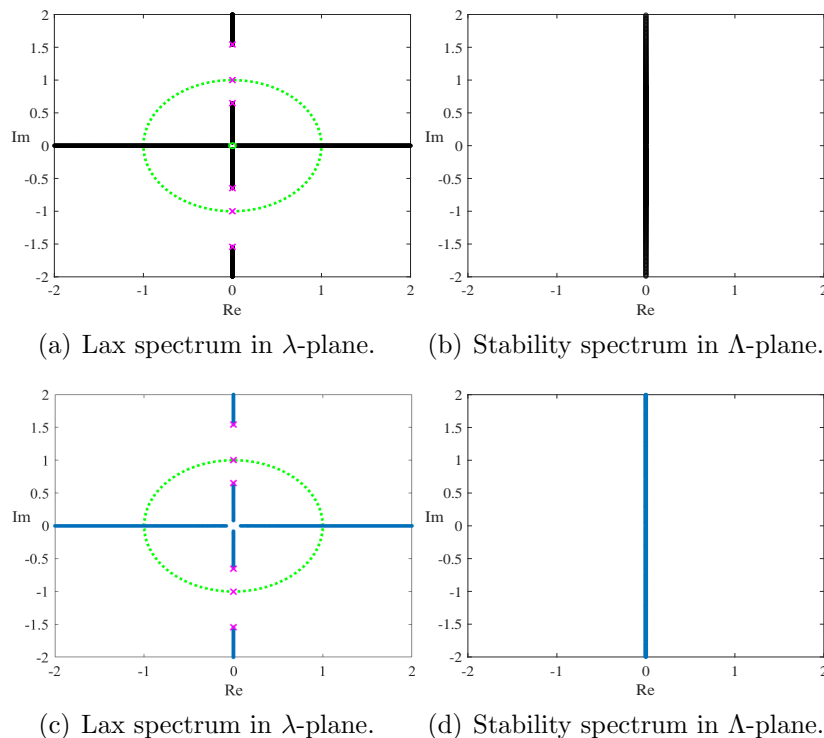 2
1.5
1
0.5
Im 0
-0.5
-1
-1.5
-2
-2 -1 0 1 2
Re
2
1.5
1
0.5
Im 0
-0.5
-1
-1.5
-2
-2 -1 0 1 2
Re
(a) Lax spectrum in λ-plane.
(b) Stability spectrum in Λ-plane.
2
1.5
1
0.5
Im 0
-0.5
-1
-1.5
-2
-2 -1 0 1 2
Re
2
1.5
1
0.5
Im 0
-0.5
-1
-1.5
-2
-2 -1 0 1 2
Re
(c) Lax spectrum in λ-plane.
(d) Stability spectrum in Λ-plane.